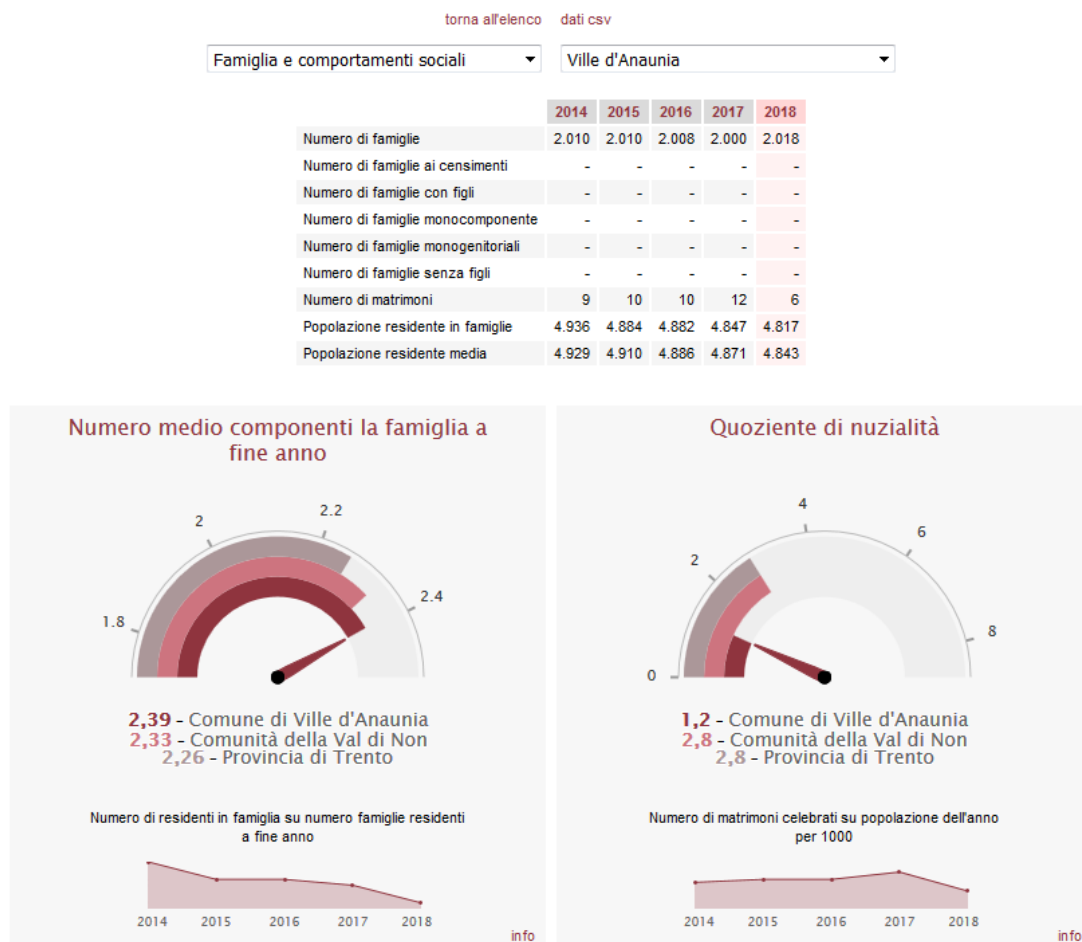 torna all'elenco dati csv
Famiglia e comportamenti sociali Ville d'Anaunia
2014 2015 2016 2017 2018
Numero di famiglie 2.010 2.010 2.008 2.000 2.018
Numero di famiglie ai censimenti - - - - -
Numero di famiglie con figli - - - - -
Numero di famiglie monocomponente - - - - -
Numero di famiglie monogenitoriali - - - - -
Numero di famiglie senza figli - - - - -
Numero di matrimoni 9 10 10 12 6
Popolazione residente in famiglie 4.936 4.884 4.882 4.847 4.817
Popolazione residente media 4.929 4.910 4.886 4.871 4.843
Numero medio componenti la famiglia a
fine anno
1.8
2
2.2
2.4
2,39 - Comune di Ville d'Anaunia
2,33 - Comunità della Val di Non
2,26 - Provincia di Trento
Numero di residenti in famiglia su numero famiglie residenti
a fine anno
2014 2015 2016 2017 2018
info
Quoziente di nuzialità
0
2
4
6
8
1,2 - Comune di Ville d'Anaunia
2,8 - Comunità della Val di Non
2,8 - Provincia di Trento
Numero di matrimoni celebrati su popolazione dell'anno
per 1000
2014 2015 2016 2017 2018
info